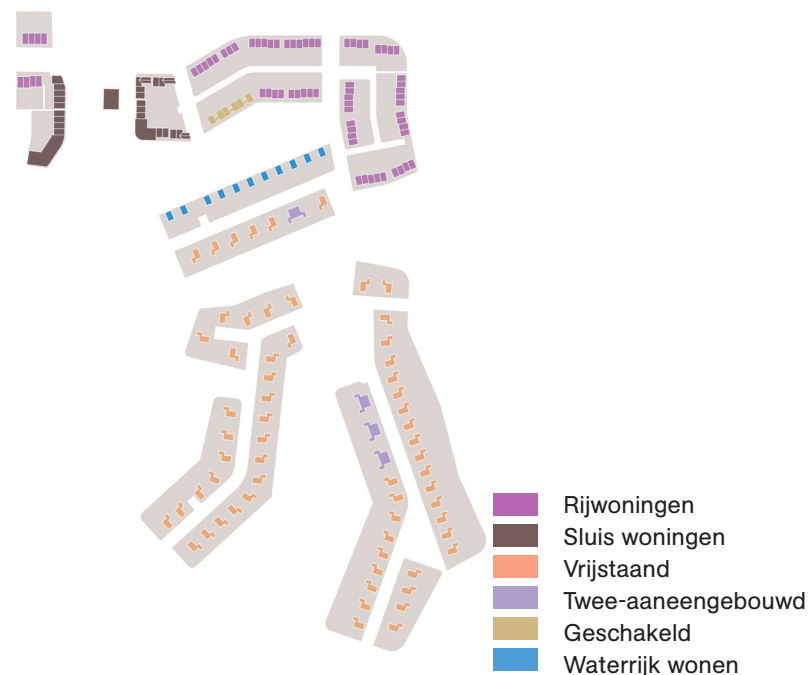 Rijwoningen
Sluis woningen
Vrijstaand
Twee-aaneengebouwd
Geschakeld
Waterrijk wonen